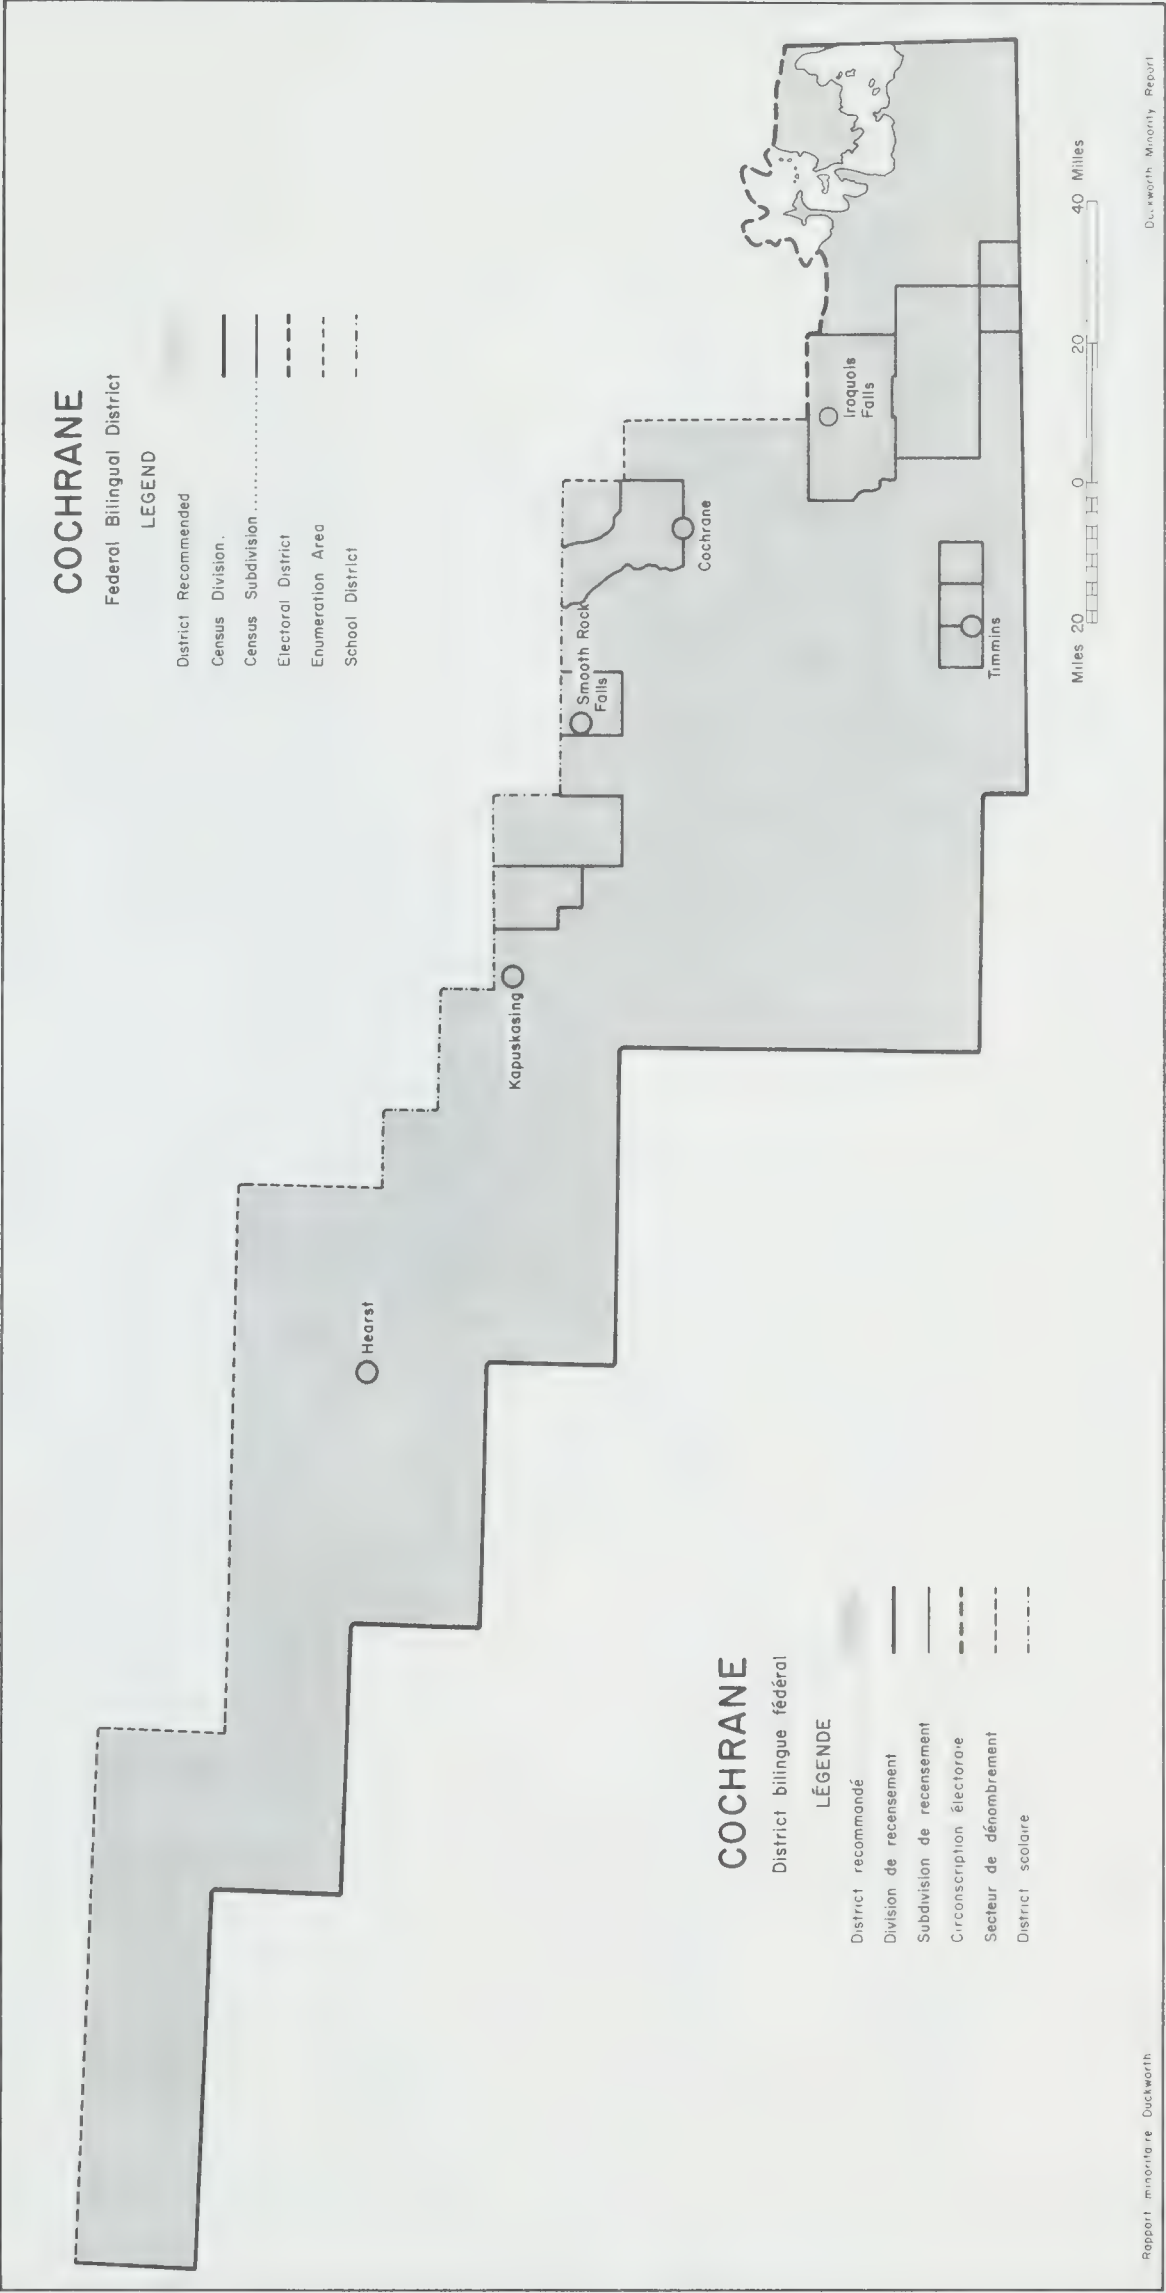 COCHRANE
Federal Bilingual District
LEGEND
District Recommended
Census Division.
Census Subdivision..............
Electoral District
Enumeration Area
School District
Hearst
Kapuskasing
Smooth Rock
Falls
Cochrane
Iroquois
Falls
Timmins
COCHRANE
District bilingue fédéral
LÉGENDE
District recommandé
Division de recensement
Subdivision de recensement
Circonscription électorale
Secteur de dénombrement
District scolaire
Miles 20 0 20 40 Milles
Rapport minoritaire Duckworth
Duckworth Minority Report